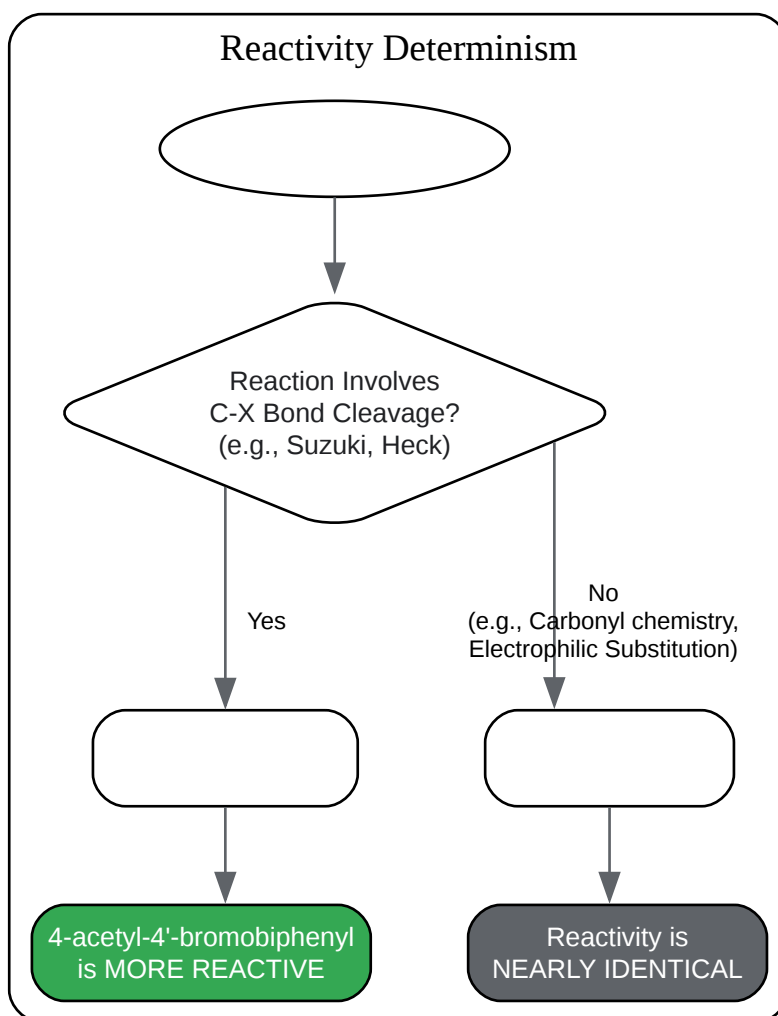 Reactivity Determinism
Reaction Involves
C-X Bond Cleavage?
(e.g., Suzuki, Heck)
Yes
No
(e.g., Carbonyl chemistry,
Electrophilic Substitution)
4-acetyl-4'-bromobiphenyl
is MORE REACTIVE
Reactivity is
NEARLY IDENTICAL